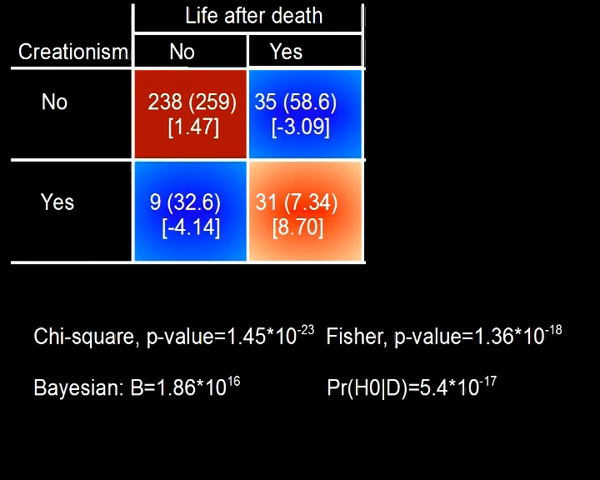 Life after death
Creationism No Yes
No 238 (259) 35 (58.6)
[1.47] [-3.09]
Yes 9 (32.6) 31 (7.34)
[-4.14] [8.70]
Chi-square, p-value=1.45*10⁻²³ Fisher, p-value=1.36*10⁻¹⁸
Bayesian: B=1.86*10¹⁶ Pr(H0|D)=5.4*10⁻¹⁷